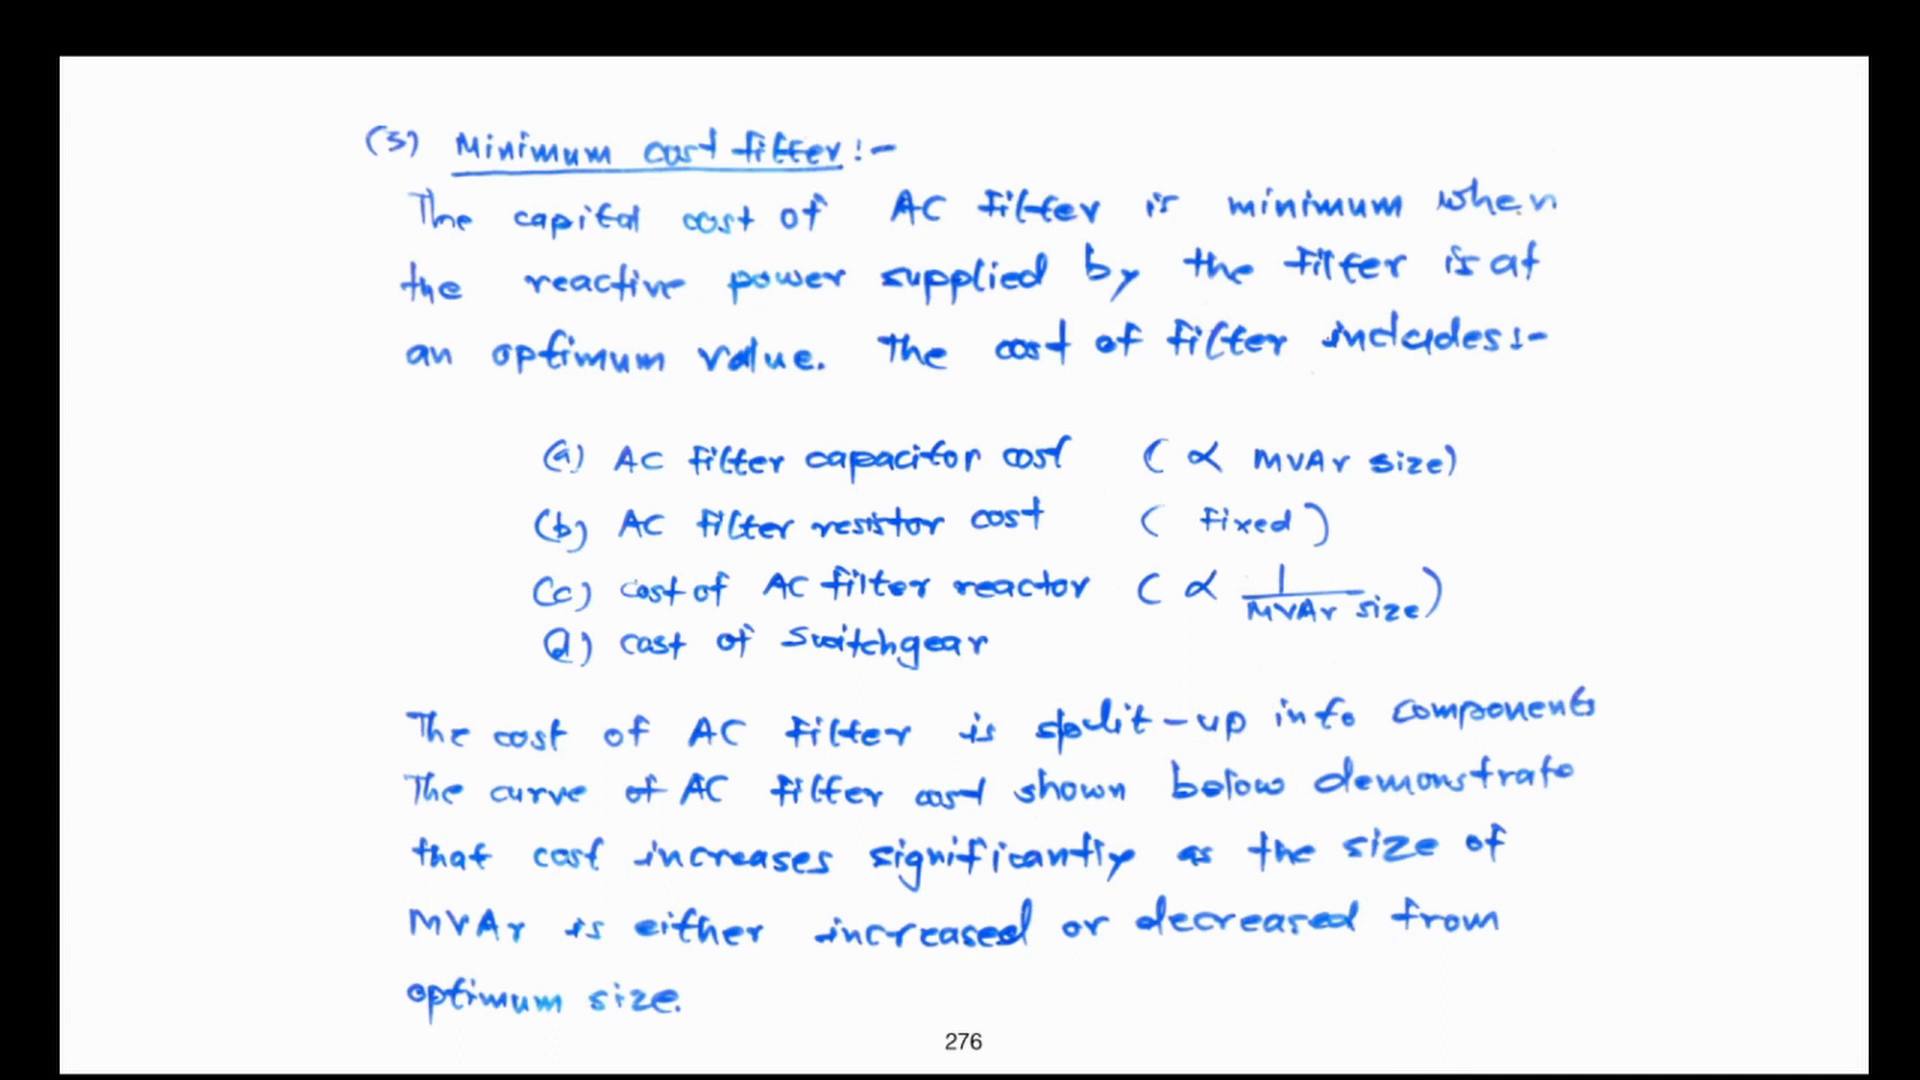 (3) Minimum cost filter:-
The capital cost of AC filter is minimum when
the reactive power supplied by the filter is at
an optimum value. The cost of filter includes:-
(a) AC filter capacitor cost ( ∝ MVAr size)
(b) AC filter resistor cost ( fixed )
(c) cost of AC filter reactor ( ∝ 1/MVAr size )
(d) cost of switchgear
The cost of AC filter is split-up into components
The curve of AC filter cost shown below demonstrate
that cost increases significantly as the size of
MVAr is either increased or decreased from
optimum size.
276